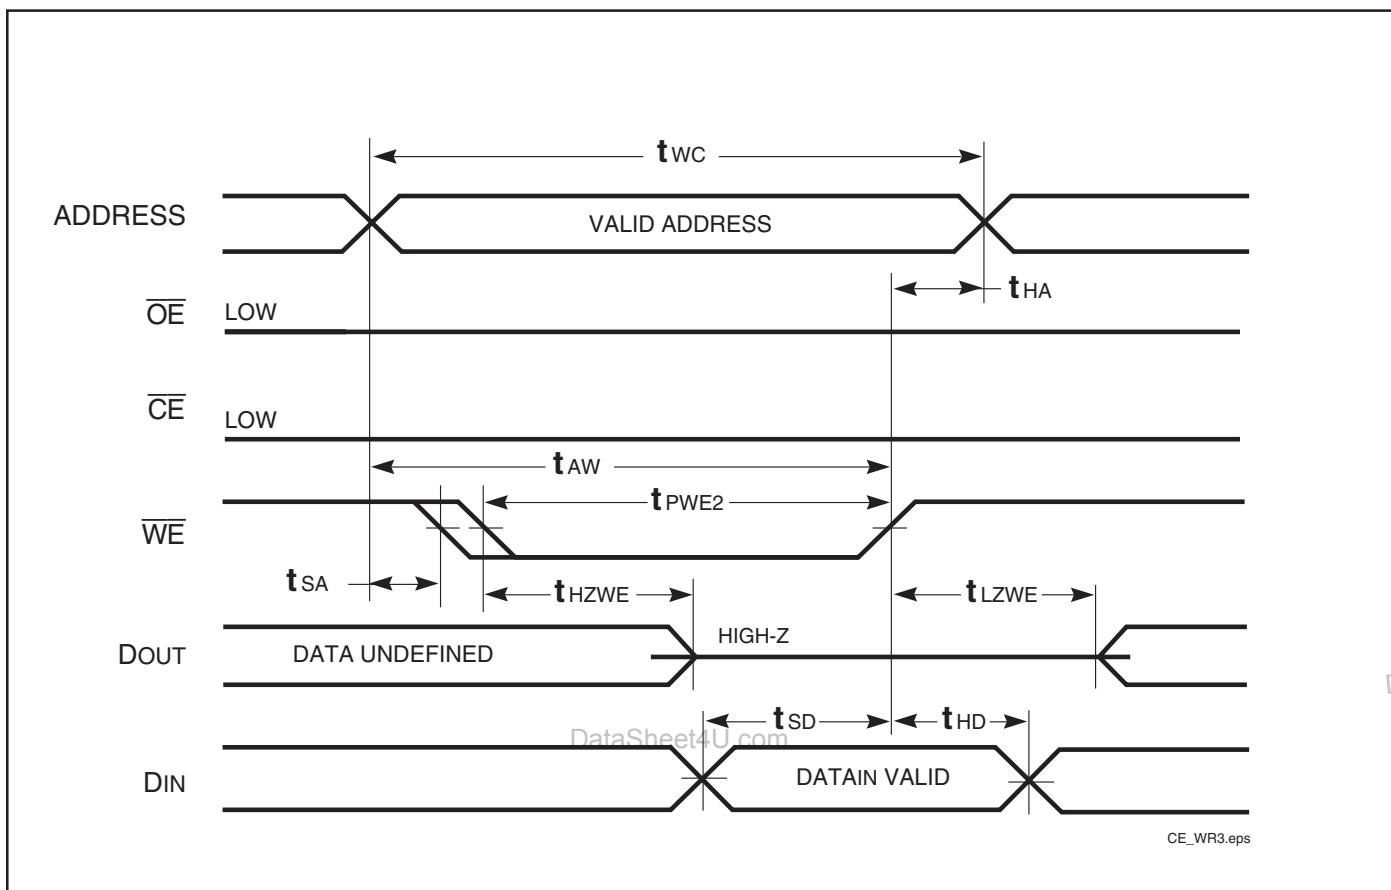 tWC
ADDRESS
VALID ADDRESS
tHA
OE
LOW
CE
LOW
tAW
tPWE2
WE
tSA
tHZWE
tLZWE
HIGH-Z
DOUT
DATA UNDEFINED
tSD
tHD
DataSheet4U.com
DIN
DATAIN VALID
CE_WR3.eps